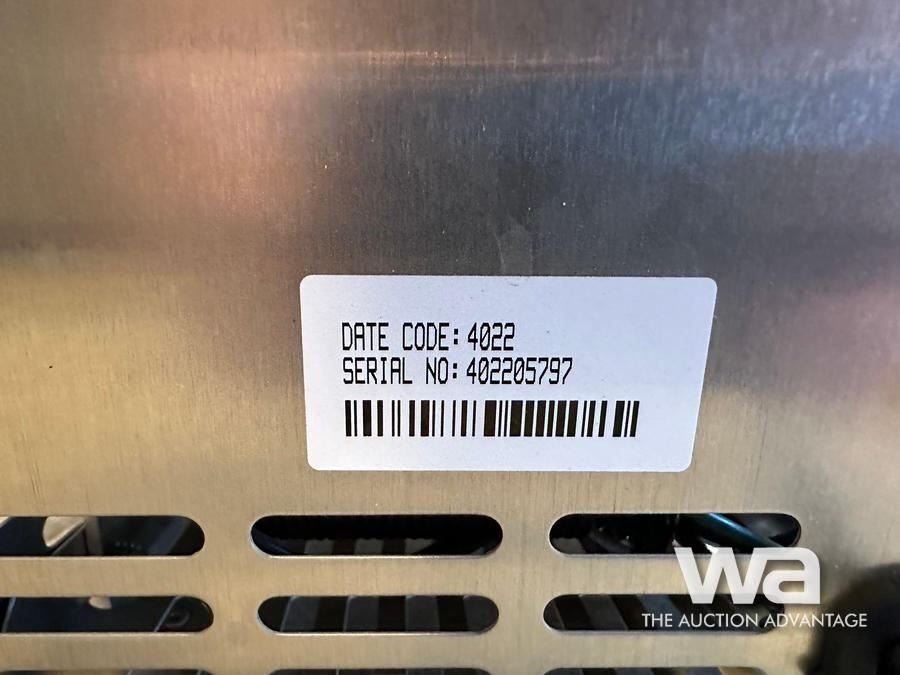 DATE CODE: 4022
SERIAL NO: 402205797
wa
THE AUCTION ADVANTAGE